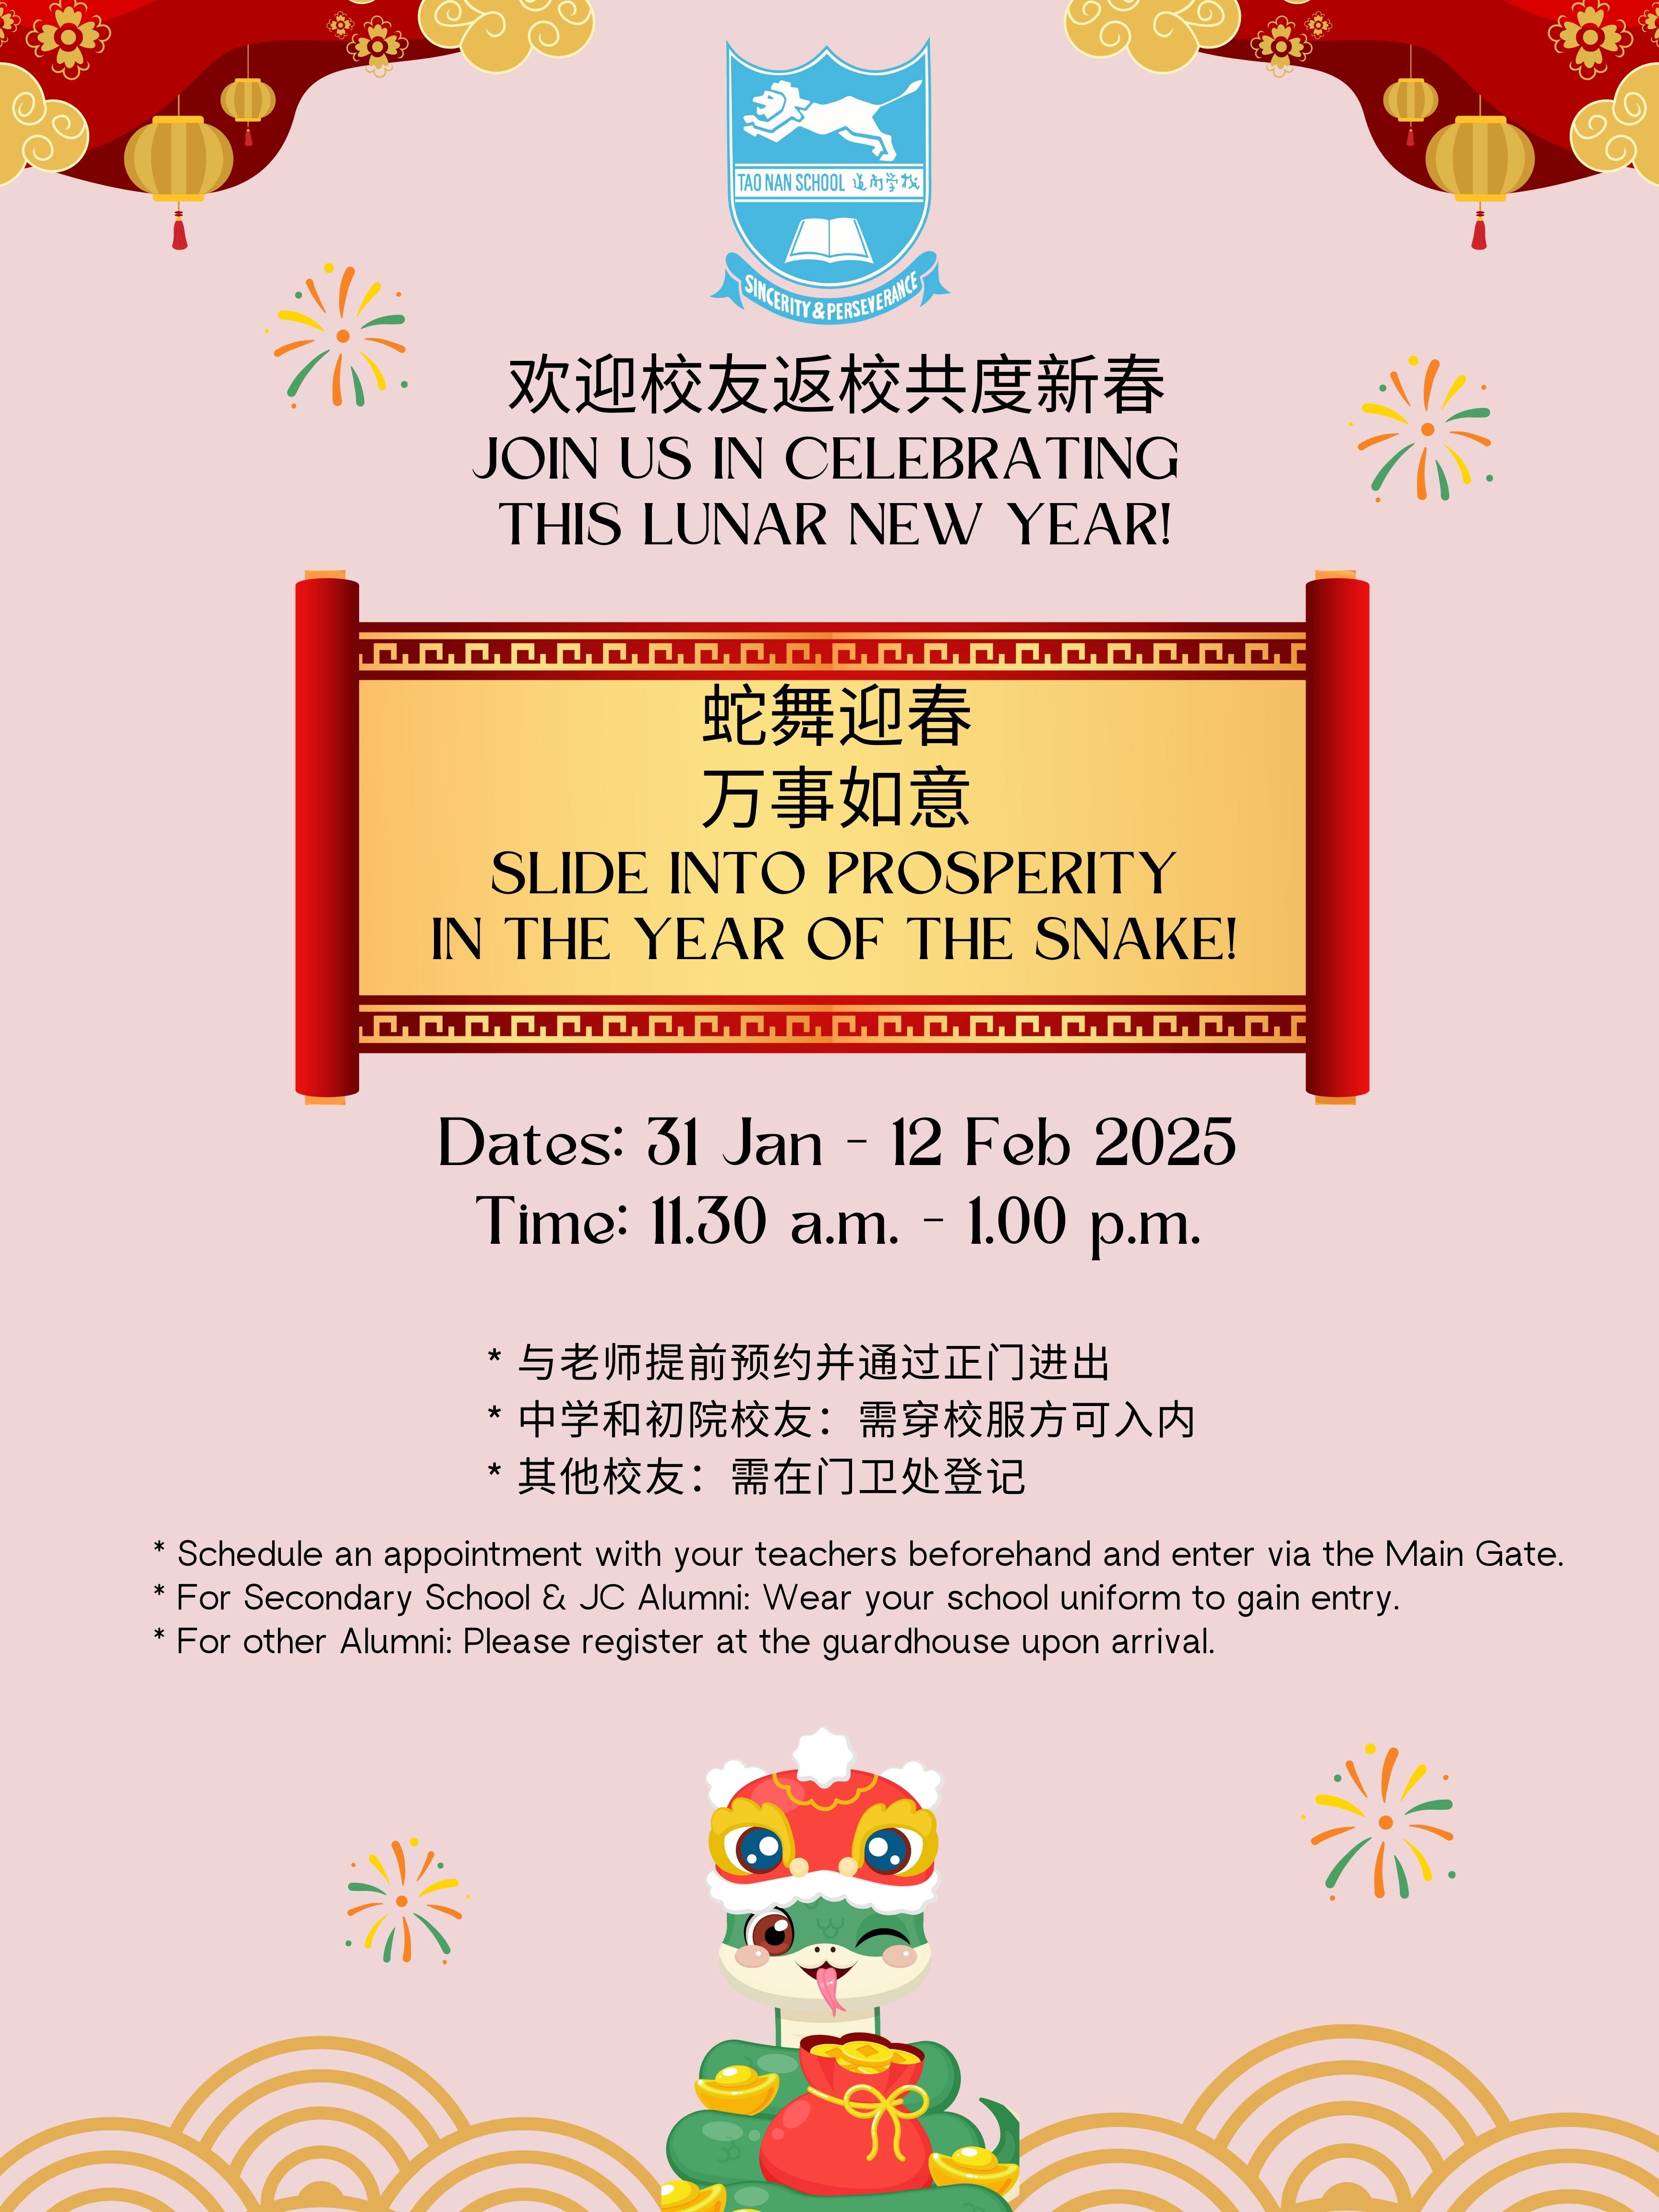 TAO NAN SCHOOL 道南学校
SINCERITY & PERSEVERANCE
欢迎校友返校共度新春
JOIN US IN CELEBRATING
THIS LUNAR NEW YEAR!
蛇舞迎春
万事如意
SLIDE INTO PROSPERITY
IN THE YEAR OF THE SNAKE!
Dates: 31 Jan - 12 Feb 2025
Time: 11.30 a.m. - 1.00 p.m.
* 与老师提前预约并通过正门进出
* 中学和初院校友：需穿校服方可入内
* 其他校友：需在门卫处登记
* Schedule an appointment with your teachers beforehand and enter via the Main Gate.
* For Secondary School & JC Alumni: Wear your school uniform to gain entry.
* For other Alumni: Please register at the guardhouse upon arrival.